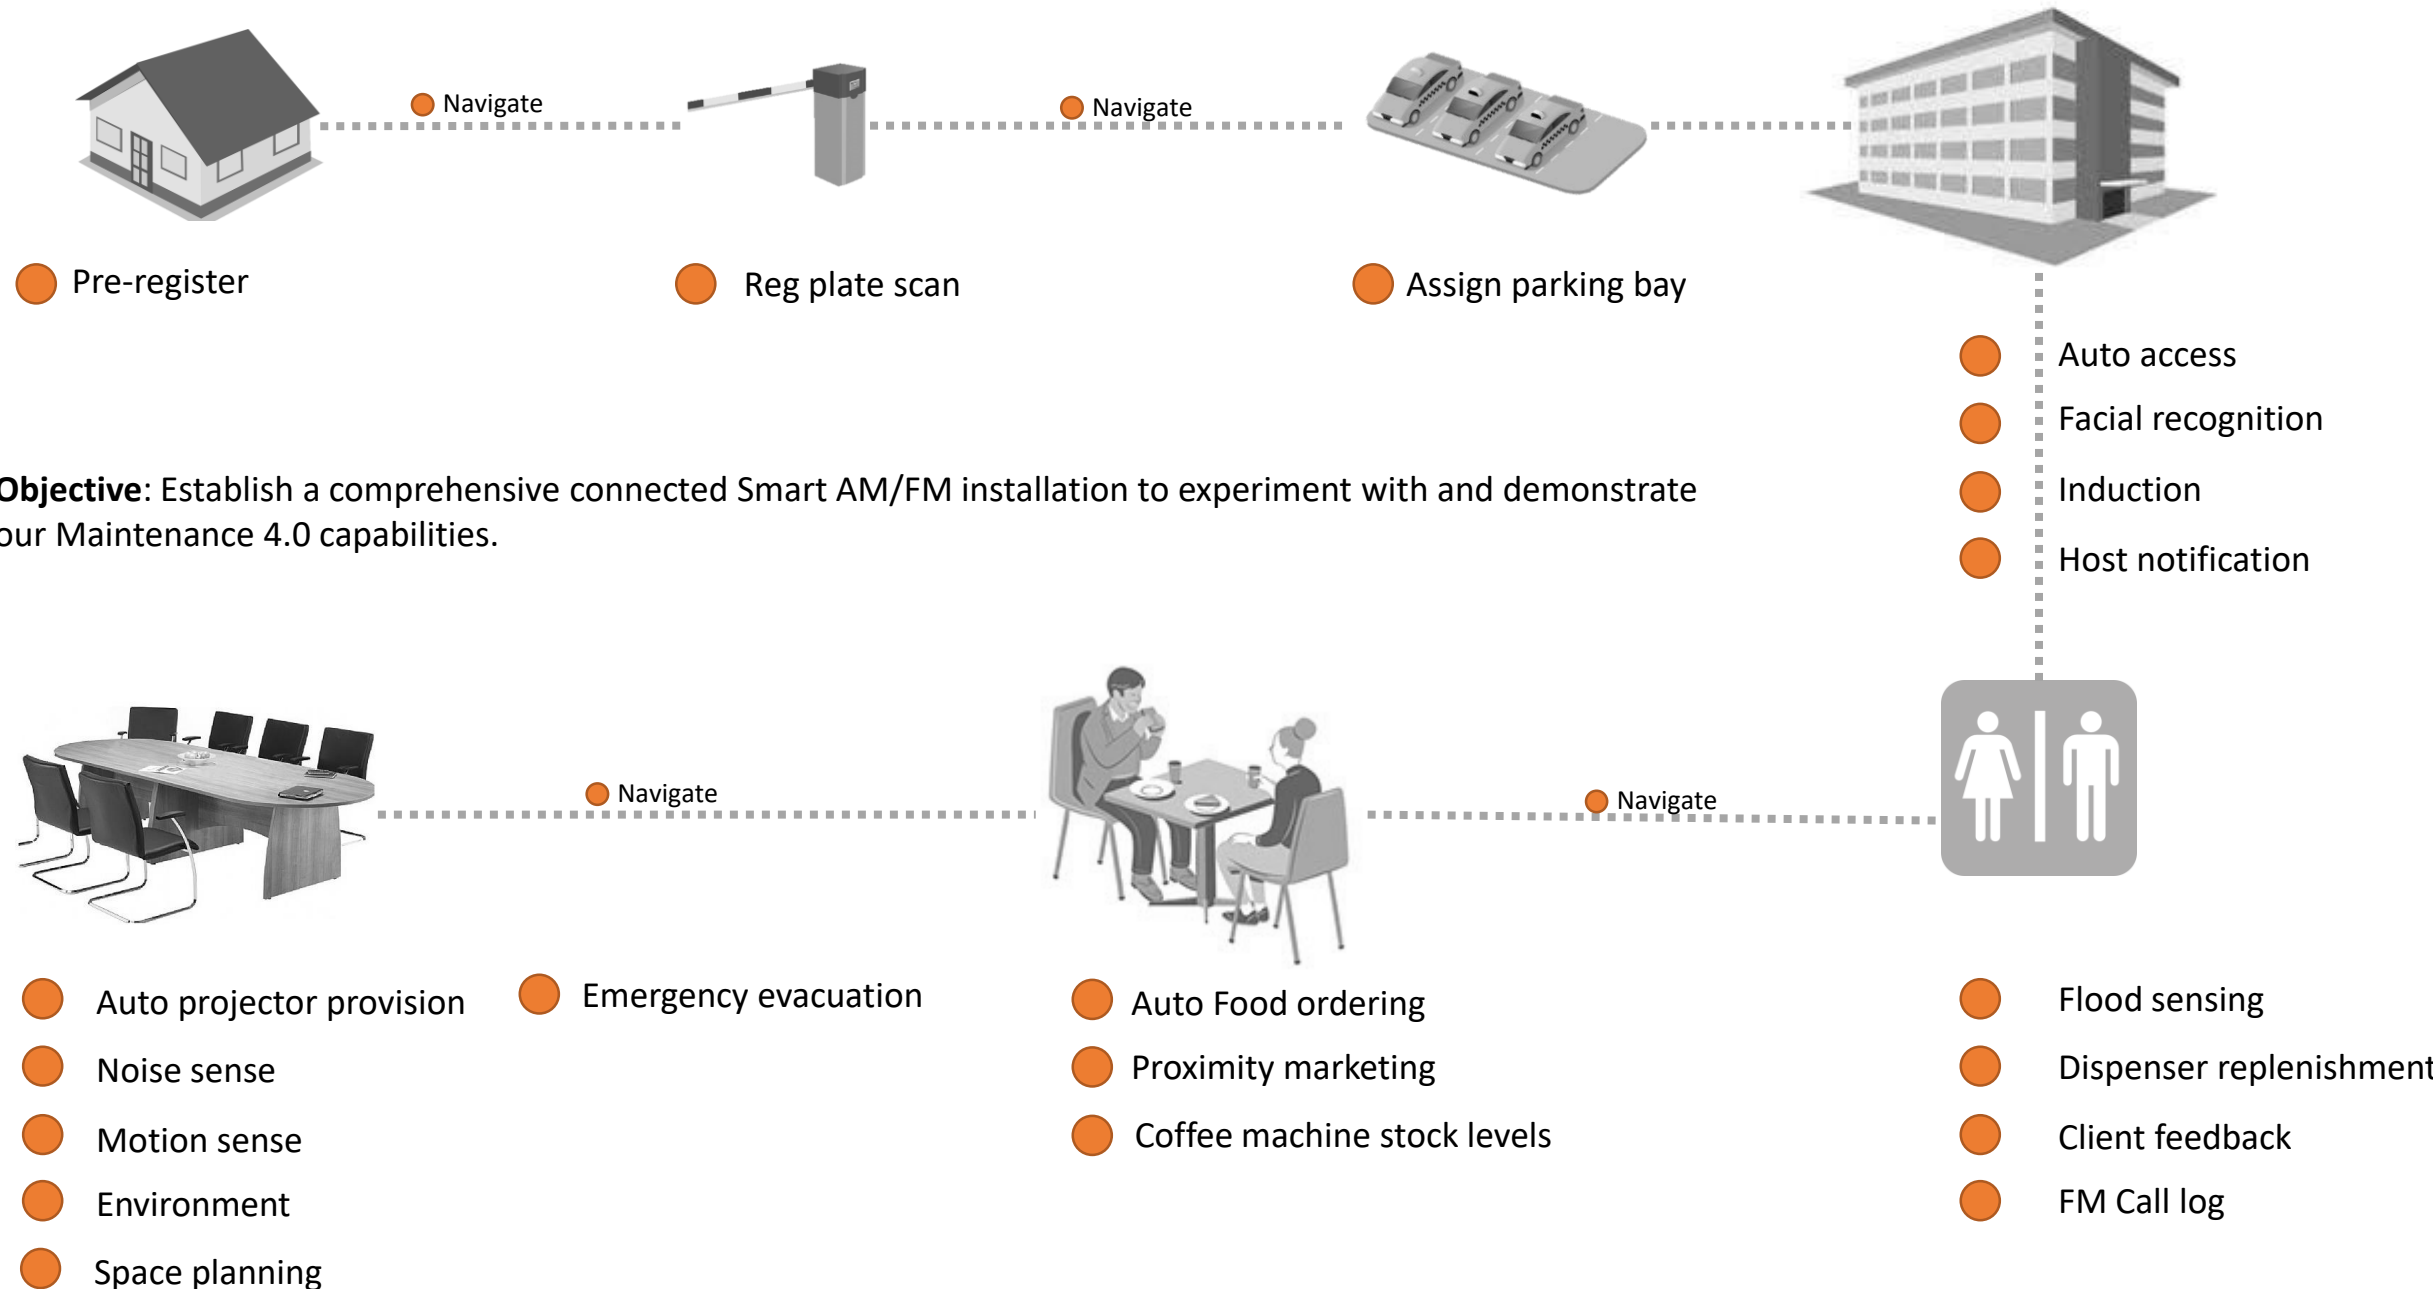 Navigate
Navigate
Pre-register
Reg plate scan
Assign parking bay
Auto access
Facial recognition
Induction
Host notification
Objective: Establish a comprehensive connected Smart AM/FM installation to experiment with and demonstrate
our Maintenance 4.0 capabilities.
Navigate
Navigate
Auto projector provision
Noise sense
Motion sense
Environment
Space planning
Emergency evacuation
Auto Food ordering
Proximity marketing
Coffee machine stock levels
Flood sensing
Dispenser replenishment
Client feedback
FM Call log